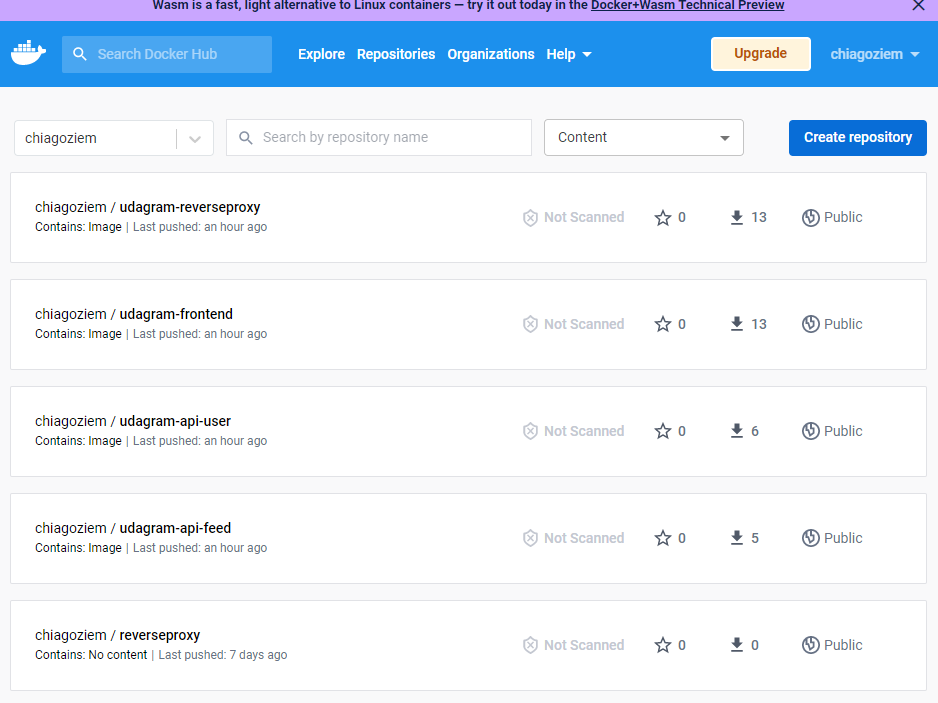 Wasm is a fast, light alternative to Linux containers — try it out today in the Docker+Wasm Technical Preview
Search Docker Hub Explore Repositories Organizations Help Upgrade chiagoziem
chiagoziem Search by repository name Content Create repository
chiagoziem / udagram-reverseproxy
Contains: Image | Last pushed: an hour ago
Not Scanned 0 13 Public
chiagoziem / udagram-frontend
Contains: Image | Last pushed: an hour ago
Not Scanned 0 13 Public
chiagoziem / udagram-api-user
Contains: Image | Last pushed: an hour ago
Not Scanned 0 6 Public
chiagoziem / udagram-api-feed
Contains: Image | Last pushed: an hour ago
Not Scanned 0 5 Public
chiagoziem / reverseproxy
Contains: No content | Last pushed: 7 days ago
Not Scanned 0 0 Public